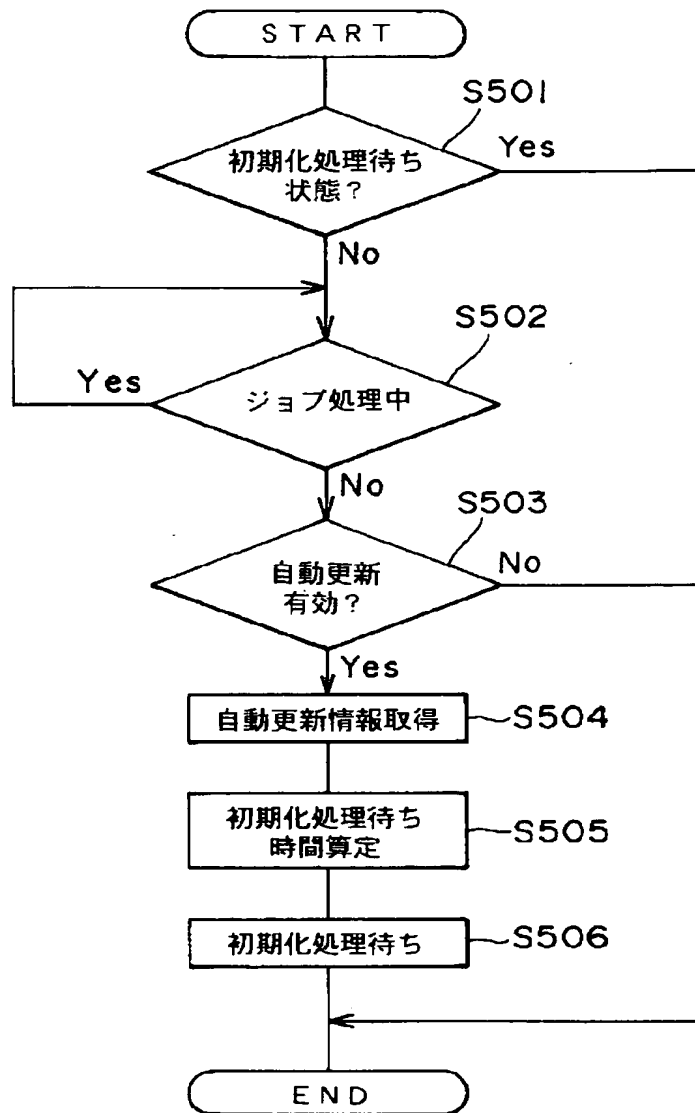 START
S501
初期化処理待ち
状態？
Yes
No
S502
Yes
ジョブ処理中
No
S503
自動更新
有効？
No
Yes
自動更新情報取得
S504
初期化処理待ち
時間算定
S505
初期化処理待ち
S506
END